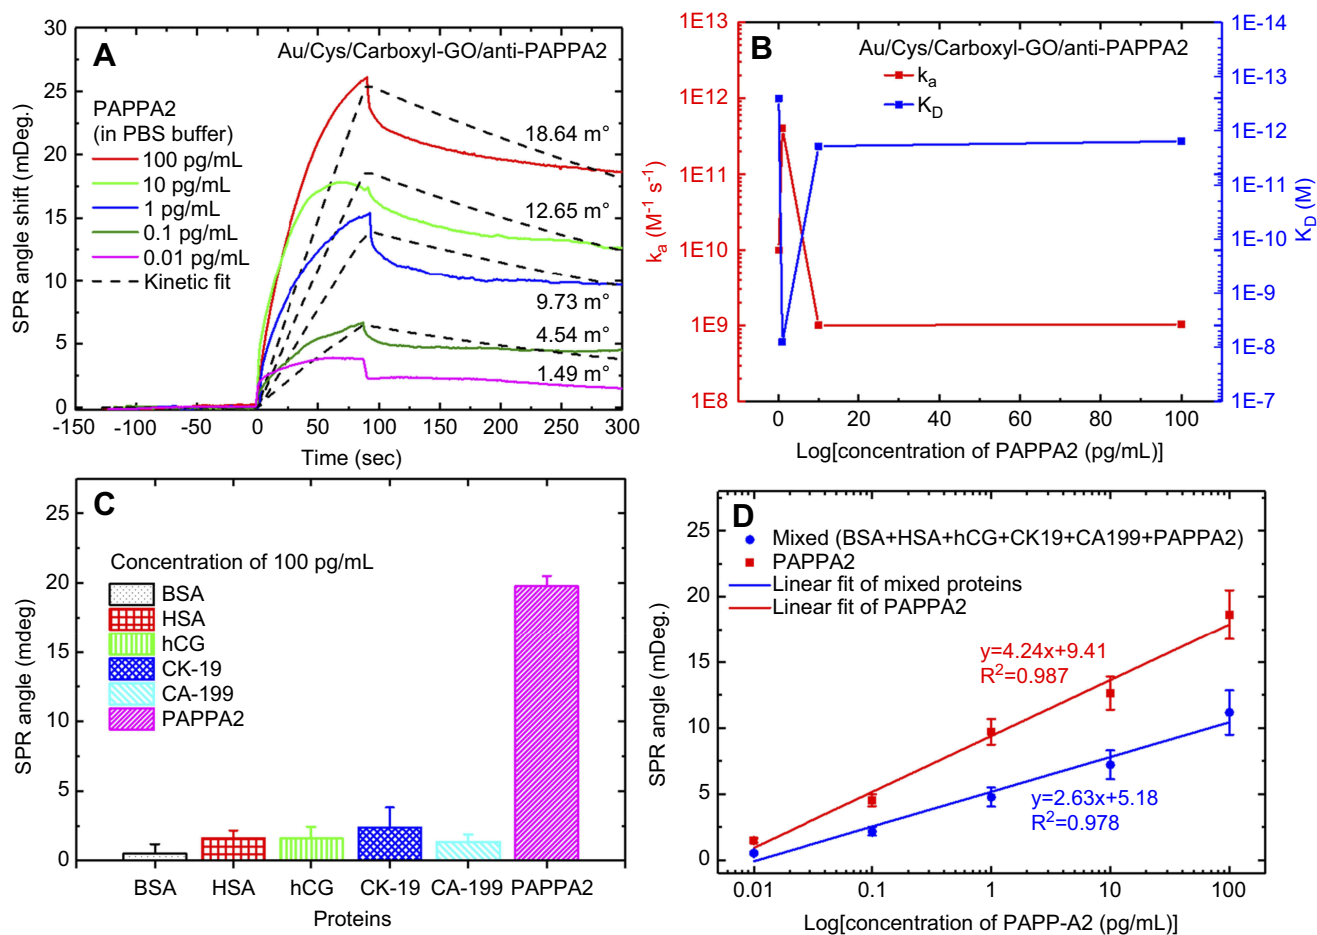 A
Au/Cys/Carboxyl-GO/anti-PAPPA2
PAPPA2
(in PBS buffer)
100 pg/mL
10 pg/mL
1 pg/mL
0.1 pg/mL
0.01 pg/mL
Kinetic fit
18.64 m°
12.65 m°
9.73 m°
4.54 m°
1.49 m°
30
25
20
15
10
5
0
SPR angle shift (mDeg.)
-150 -100 -50 0 50 100 150 200 250 300
Time (sec)
B
Au/Cys/Carboxyl-GO/anti-PAPPA2
ka
KD
1E13
1E12
1E11
1E10
1E9
1E8
ka (M-1 s-1)
1E-14
1E-13
1E-12
1E-11
1E-10
1E-9
1E-8
1E-7
KD (M)
0 20 40 60 80 100
Log[concentration of PAPPA2 (pg/mL)]
C
Concentration of 100 pg/mL
BSA
HSA
hCG
CK-19
CA-199
PAPPA2
25
20
15
10
5
0
SPR angle (mdeg)
BSA HSA hCG CK-19 CA-199 PAPPA2
Proteins
D
Mixed (BSA+HSA+hCG+CK19+CA199+PAPPA2)
PAPPA2
Linear fit of mixed proteins
Linear fit of PAPPA2
y=4.24x+9.41
R2=0.987
y=2.63x+5.18
R2=0.978
25
20
15
10
5
0
SPR angle (mDeg.)
0.01 0.1 1 10 100
Log[concentration of PAPP-A2 (pg/mL)]